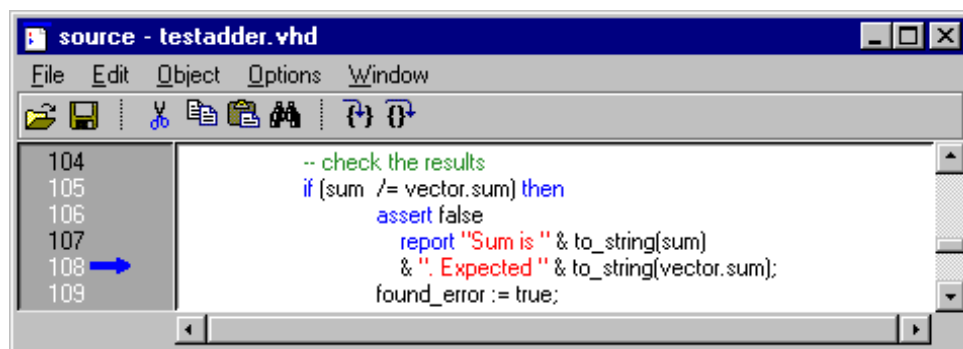 source - testadder.vhd
File Edit Object Options Window
104 -- check the results
105 if (sum /= vector.sum) then
106 assert false
107 report "Sum is " & to_string(sum)
108 & ". Expected " & to_string(vector.sum);
109 found_error := true;